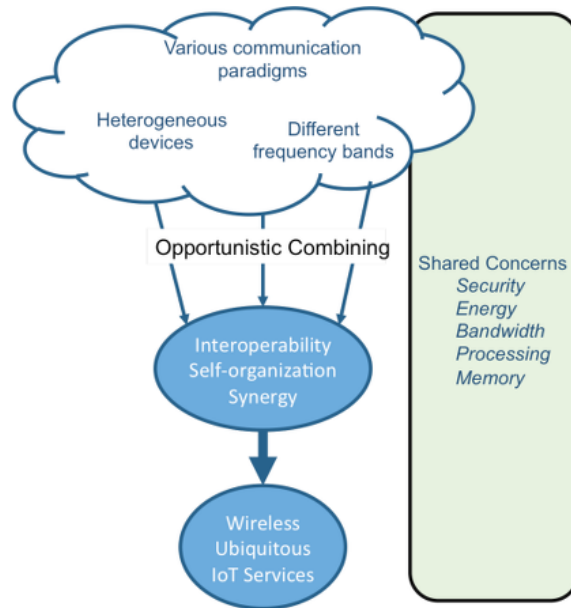 Various communication
paradigms
Heterogeneous
devices
Different
frequency bands
Opportunistic Combining
Interoperability
Self-organization
Synergy
Wireless
Ubiquitous
IoT Services
Shared Concerns
Security
Energy
Bandwidth
Processing
Memory